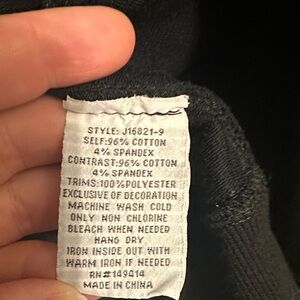 STYLE: J16821-9
SELF:96% COTTON
4% SPANDEX
CONTRAST:96% COTTON
4% SPANDEX
TRIMS:100%POLYESTER
EXCLUSIVE OF DECORATION
MACHINE WASH COLD
ONLY NON CHLORINE
BLEACH WHEN NEEDED
HANG DRY
IRON INSIDE OUT WITH
WARM IRON IF NEEDED
RN#149414
MADE IN CHINA